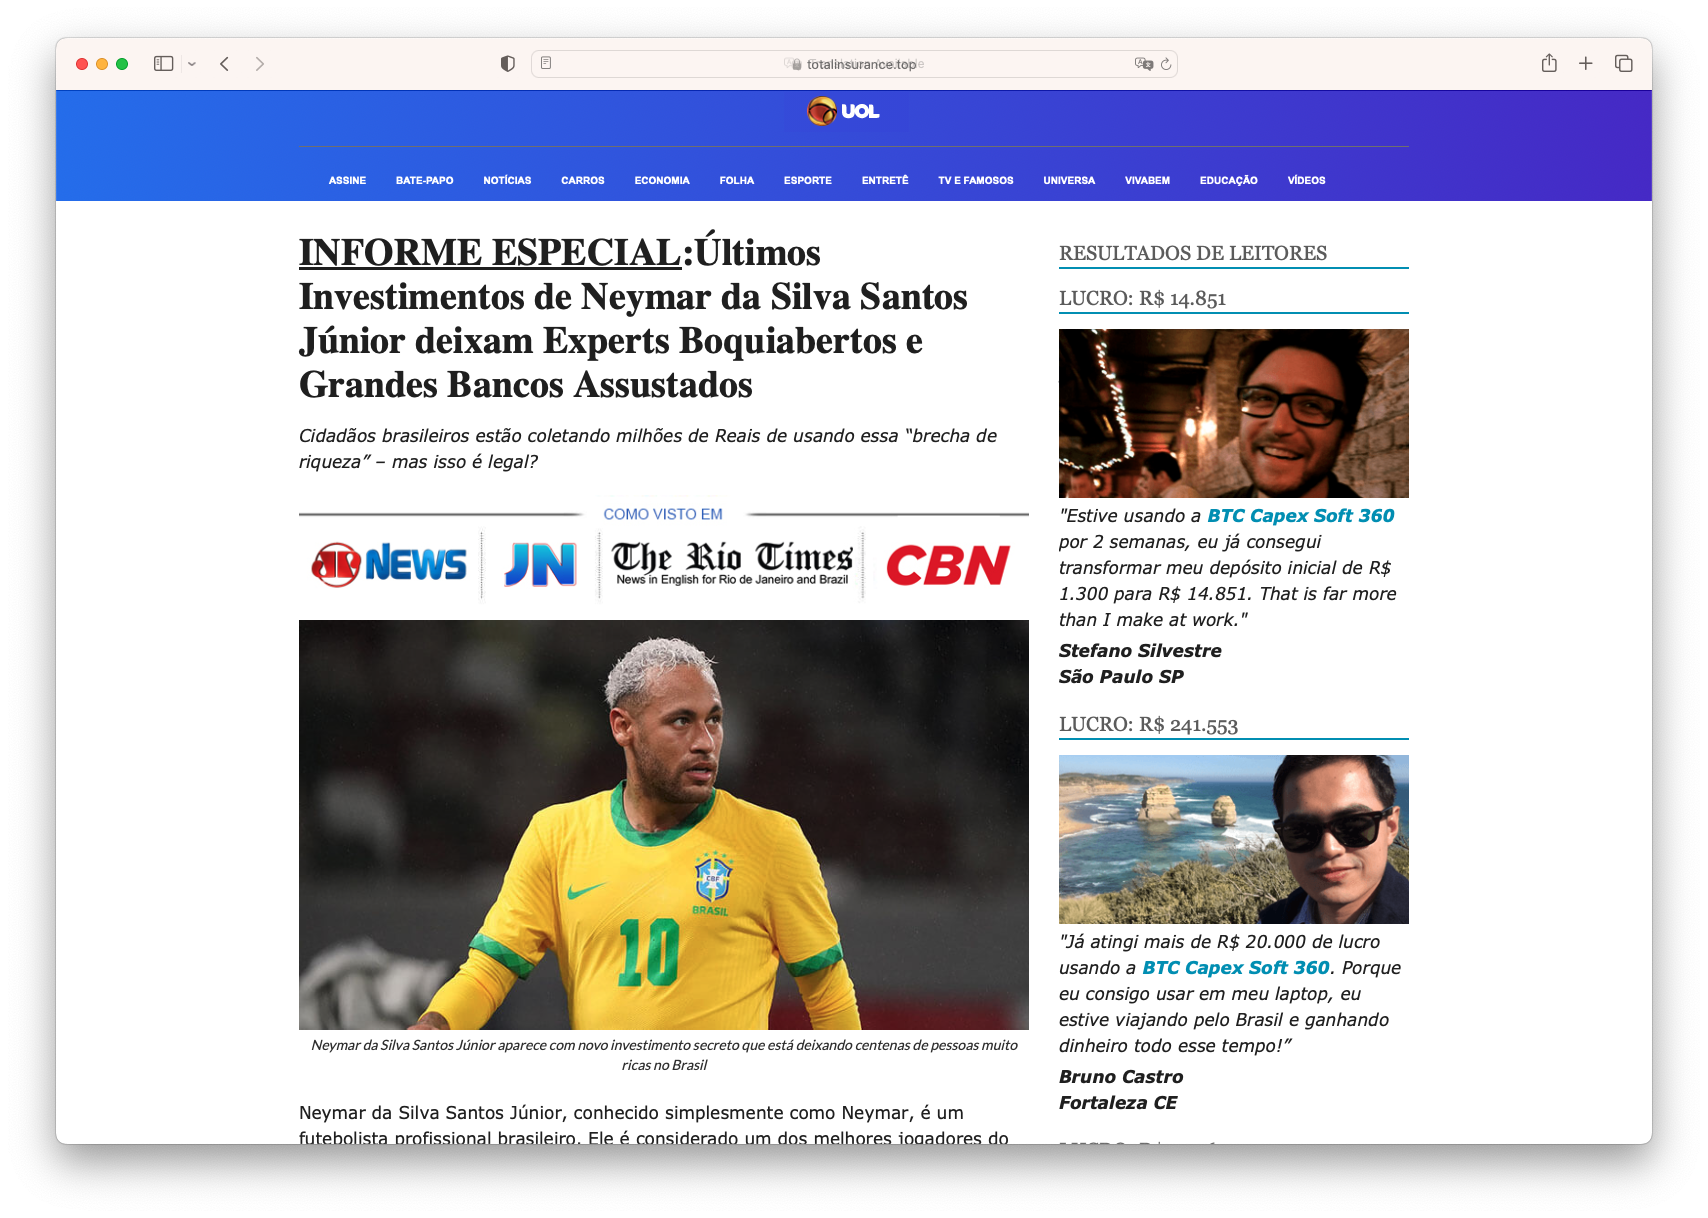 totalinsurance.top
UOL
ASSINE BATE-PAPO NOTÍCIAS CARROS ECONOMIA FOLHA ESPORTE ENTRETÊ TV E FAMOSOS UNIVERSA VIVABEM EDUCAÇÃO VÍDEOS
INFORME ESPECIAL:Últimos
Investimentos de Neymar da Silva Santos
Júnior deixam Experts Boquiabertos e
Grandes Bancos Assustados
Cidadãos brasileiros estão coletando milhões de Reais de usando essa “brecha de
riqueza” – mas isso é legal?
COMO VISTO EM
JP NEWS
JN
The Rio Times
News in English for Rio de Janeiro and Brazil
CBN
CBF
BRASIL
10
Neymar da Silva Santos Júnior aparece com novo investimento secreto que está deixando centenas de pessoas muito
ricas no Brasil
Neymar da Silva Santos Júnior, conhecido simplesmente como Neymar, é um
futebolista profissional brasileiro. Ele é considerado um dos melhores jogadores do
RESULTADOS DE LEITORES
LUCRO: R$ 14.851
"Estive usando a BTC Capex Soft 360
por 2 semanas, eu já consegui
transformar meu depósito inicial de R$
1.300 para R$ 14.851. That is far more
than I make at work."
Stefano Silvestre
São Paulo SP
LUCRO: R$ 241.553
"Já atingi mais de R$ 20.000 de lucro
usando a BTC Capex Soft 360. Porque
eu consigo usar em meu laptop, eu
estive viajando pelo Brasil e ganhando
dinheiro todo esse tempo!”
Bruno Castro
Fortaleza CE